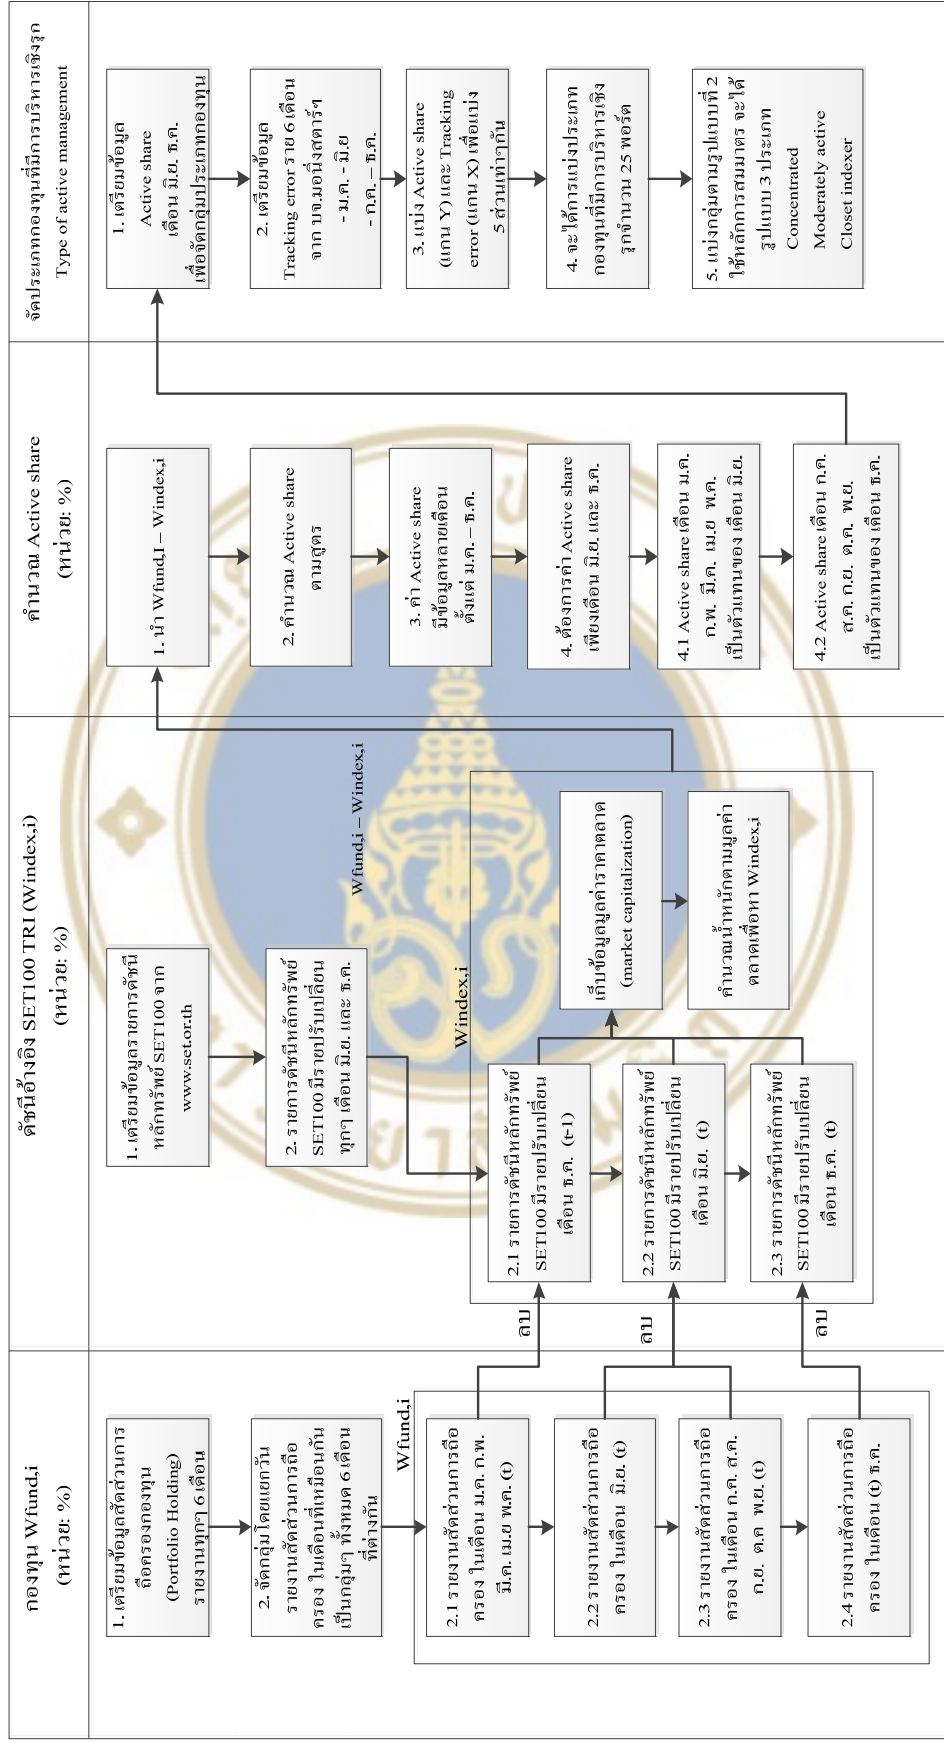 กองทุน Wfund,i
(หน่วย: %)
1. เตรียมข้อมูลสัดส่วนการ
ถือครองกองทุน
(Portfolio Holding)
รายงานทุกๆ 6 เดือน
2. จัดกลุ่มโดยแยกวัน
รายงานสัดส่วนการถือ
ครอง ในเดือนที่เหมือนกัน
เป็นกลุ่มๆ ทั้งหมด 6 เดือน
ที่ต่างกัน
Wfund,i
2.1 รายงานสัดส่วนการถือ
ครอง ในเดือน ม.ค. ก.พ.
มี.ค. เม.ย พ.ค. (t)
2.2 รายงานสัดส่วนการถือ
ครอง ในเดือน มิ.ย. (t)
2.3 รายงานสัดส่วนการถือ
ครอง ในเดือน ก.ค. ส.ค.
ก.ย. ต.ค พ.ย. (t)
2.4 รายงานสัดส่วนการถือ
ครอง ในเดือน (t) ธ.ค.
ลบ
ลบ
ลบ
ดัชนีอ้างอิง SET100 TRI (Windex,i)
(หน่วย: %)
1. เตรียมข้อมูลรายการดัชนี
หลักทรัพย์ SET100 จาก
www.set.or.th
2. รายการดัชนีหลักทรัพย์
SET100 มีรายปรับเปลี่ยน
ทุกๆ เดือน มิ.ย. และ ธ.ค.
Windex,i
2.1 รายการดัชนีหลักทรัพย์
SET100 มีรายปรับเปลี่ยน
เดือน ธ.ค. (t-1)
2.2 รายการดัชนีหลักทรัพย์
SET100 มีรายปรับเปลี่ยน
เดือน มิ.ย. (t)
2.3 รายการดัชนีหลักทรัพย์
SET100 มีรายปรับเปลี่ยน
เดือน ธ.ค. (t)
เก็บข้อมูลมูลค่าราคาตลาด
(market capitalization)
คำนวณน้ำหนักตามมูลค่า
ตลาดเพื่อหา Windex,i
Wfund,i – Windex,i
คำนวณ Active share
(หน่วย: %)
1. นำ Wfund,I – Windex,i
2. คำนวณ Active share
ตามสูตร
3. ค่า Active share
มีข้อมูลหลายเดือน
ตั้งแต่ ม.ค. – ธ.ค.
4. ต้องการค่า Active share
เพียงเดือน มิ.ย. และ ธ.ค.
4.1 Active share เดือน ม.ค.
ก.พ. มี.ค. เม.ย พ.ค.
เป็นตัวแทนของ เดือน มิ.ย.
4.2 Active share เดือน ก.ค.
ส.ค. ก.ย. ต.ค. พ.ย.
เป็นตัวแทนของ เดือน ธ.ค.
จัดประเภทกองทุนที่มีการบริหารเชิงรุก
Type of active management
1. เตรียมข้อมูล
Active share
เดือน มิ.ย. ธ.ค.
เพื่อจัดกลุ่มประเภทกองทุน
2. เตรียมข้อมูล
Tracking error ราย 6 เดือน
จาก บจ.มอนิ่งสตาร์ฯ
- ม.ค. - มิ.ย
- ก.ค. – ธ.ค.
3. แบ่ง Active share
(แกน Y) และ Tracking
error (แกน X) เพื่อแบ่ง
5 ส่วนเท่าๆกัน
4. จะได้การแบ่งประเภท
กองทุนที่มีการบริหารเชิง
รุกจำนวน 25 พอร์ต
5. แบ่งกลุ่มตามรูปแบบที่ 2
ใช้หลักการสมมาตร จะได้
รูปแบบ 3 ประเภท
Concentrated
Moderately active
Closet indexer